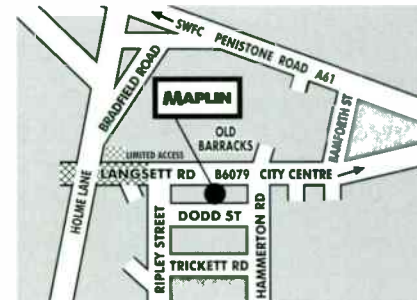 SWFC
PENISTONE ROAD A61
BRADFIELD ROAD
MAPLIN
OLD
BARRACKS
BAMFORTH ST
LIMITED ACCESS
LANGSETT RD B6079 CITY CENTRE
HOLME LANE
DODD ST
RIPLEY STREET
HAMMERTON RD
TRICKETT RD